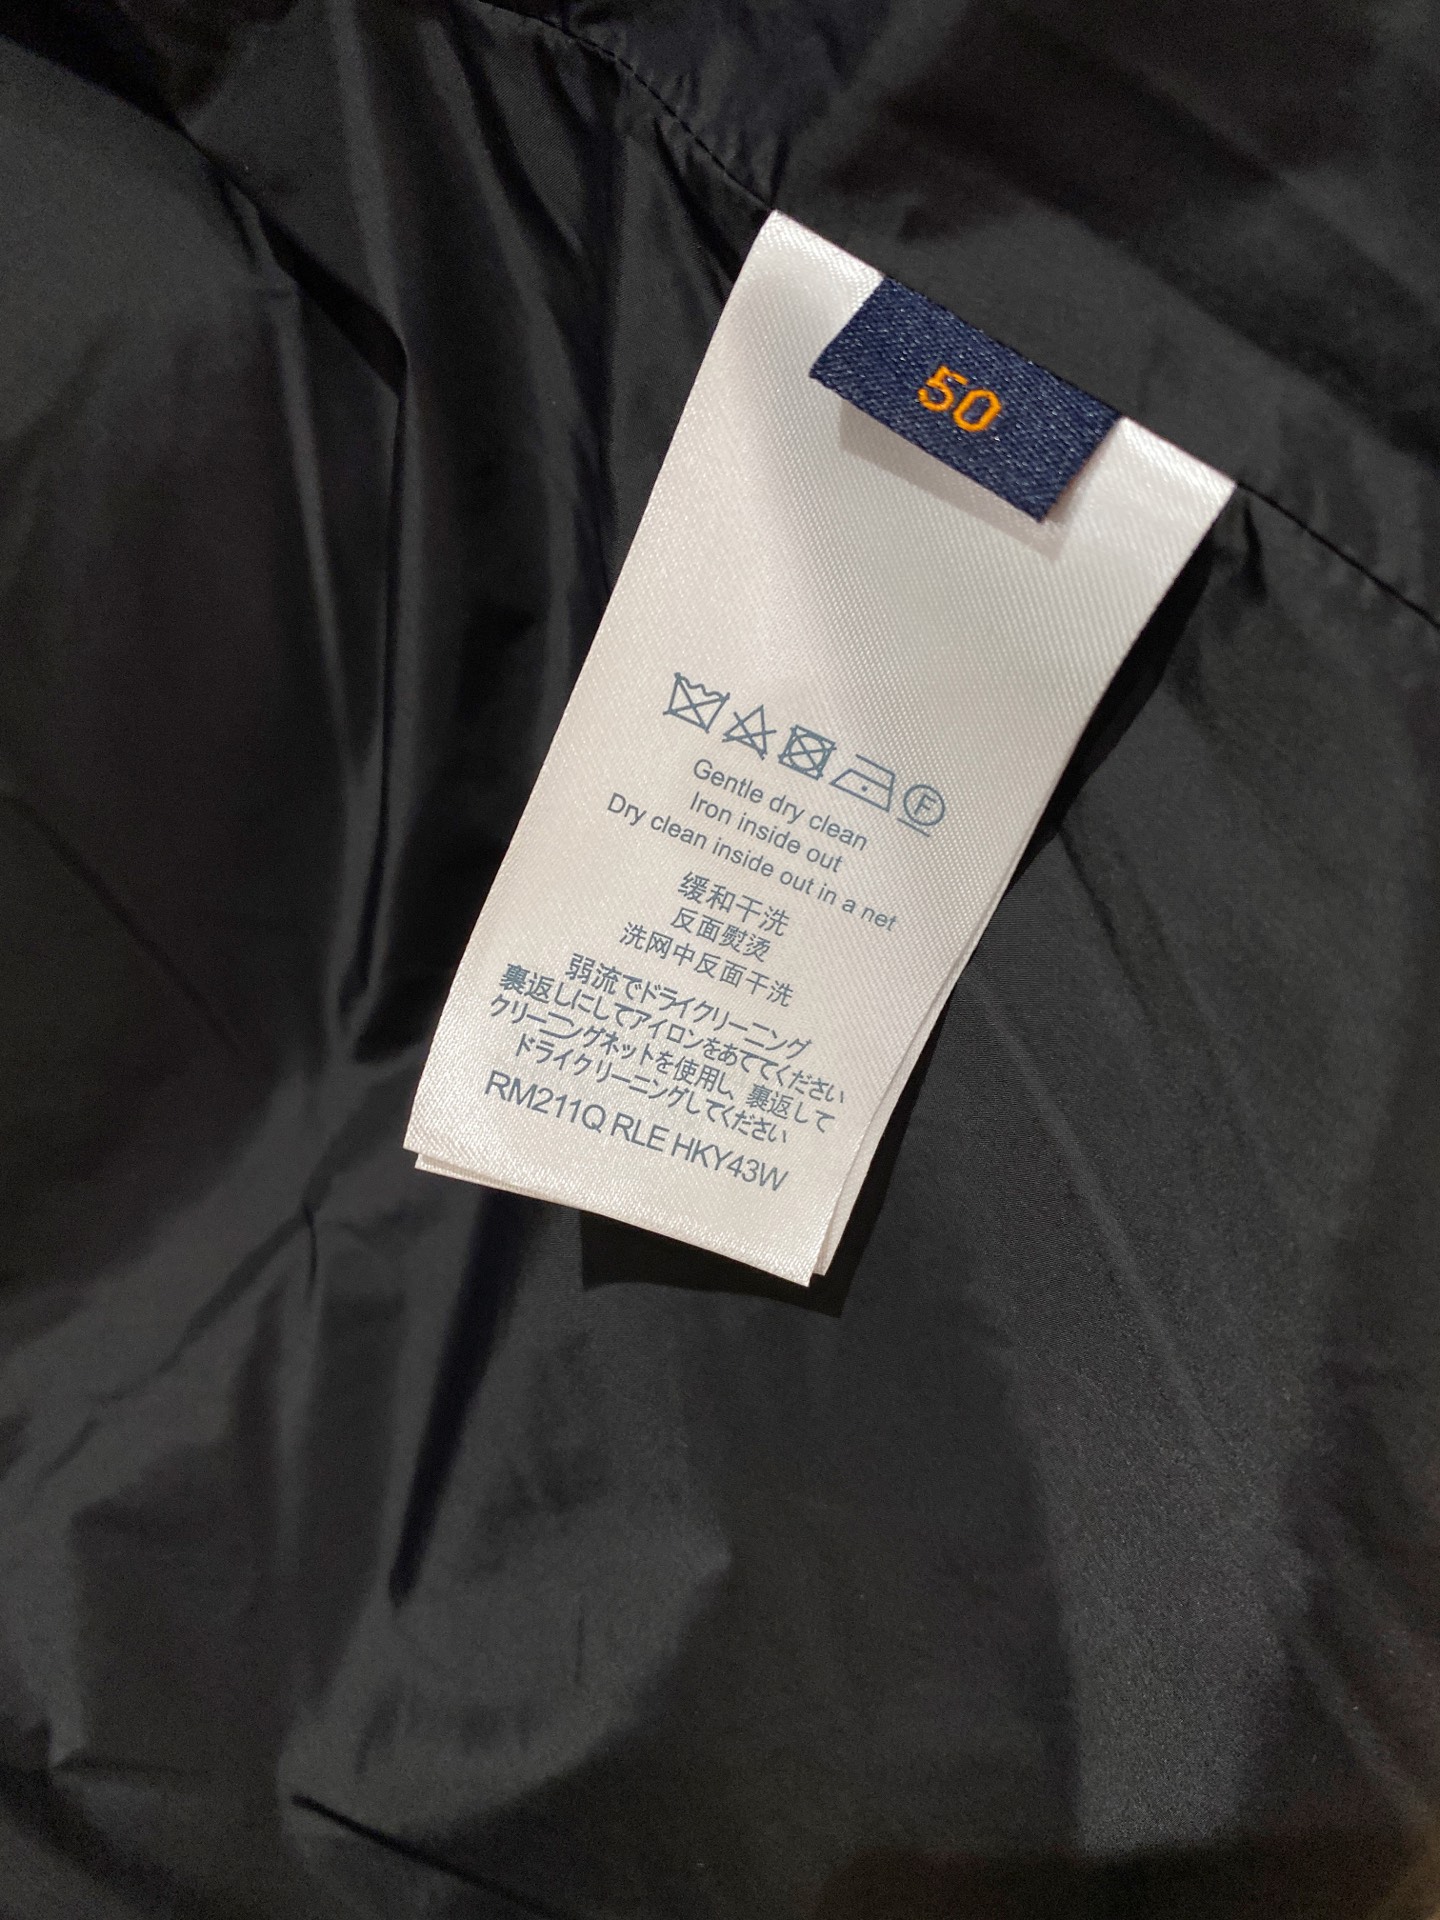 50
F
Gentle dry clean
Iron inside out
Dry clean inside out in a net
缓和干洗
反面熨烫
洗网中反面干洗
弱流でドライクリーニング
裏返しにしてアイロンをあててください
クリーニングネットを使用し、裏返して
ドライクリーニングしてください
RM211Q RLE HKY43W